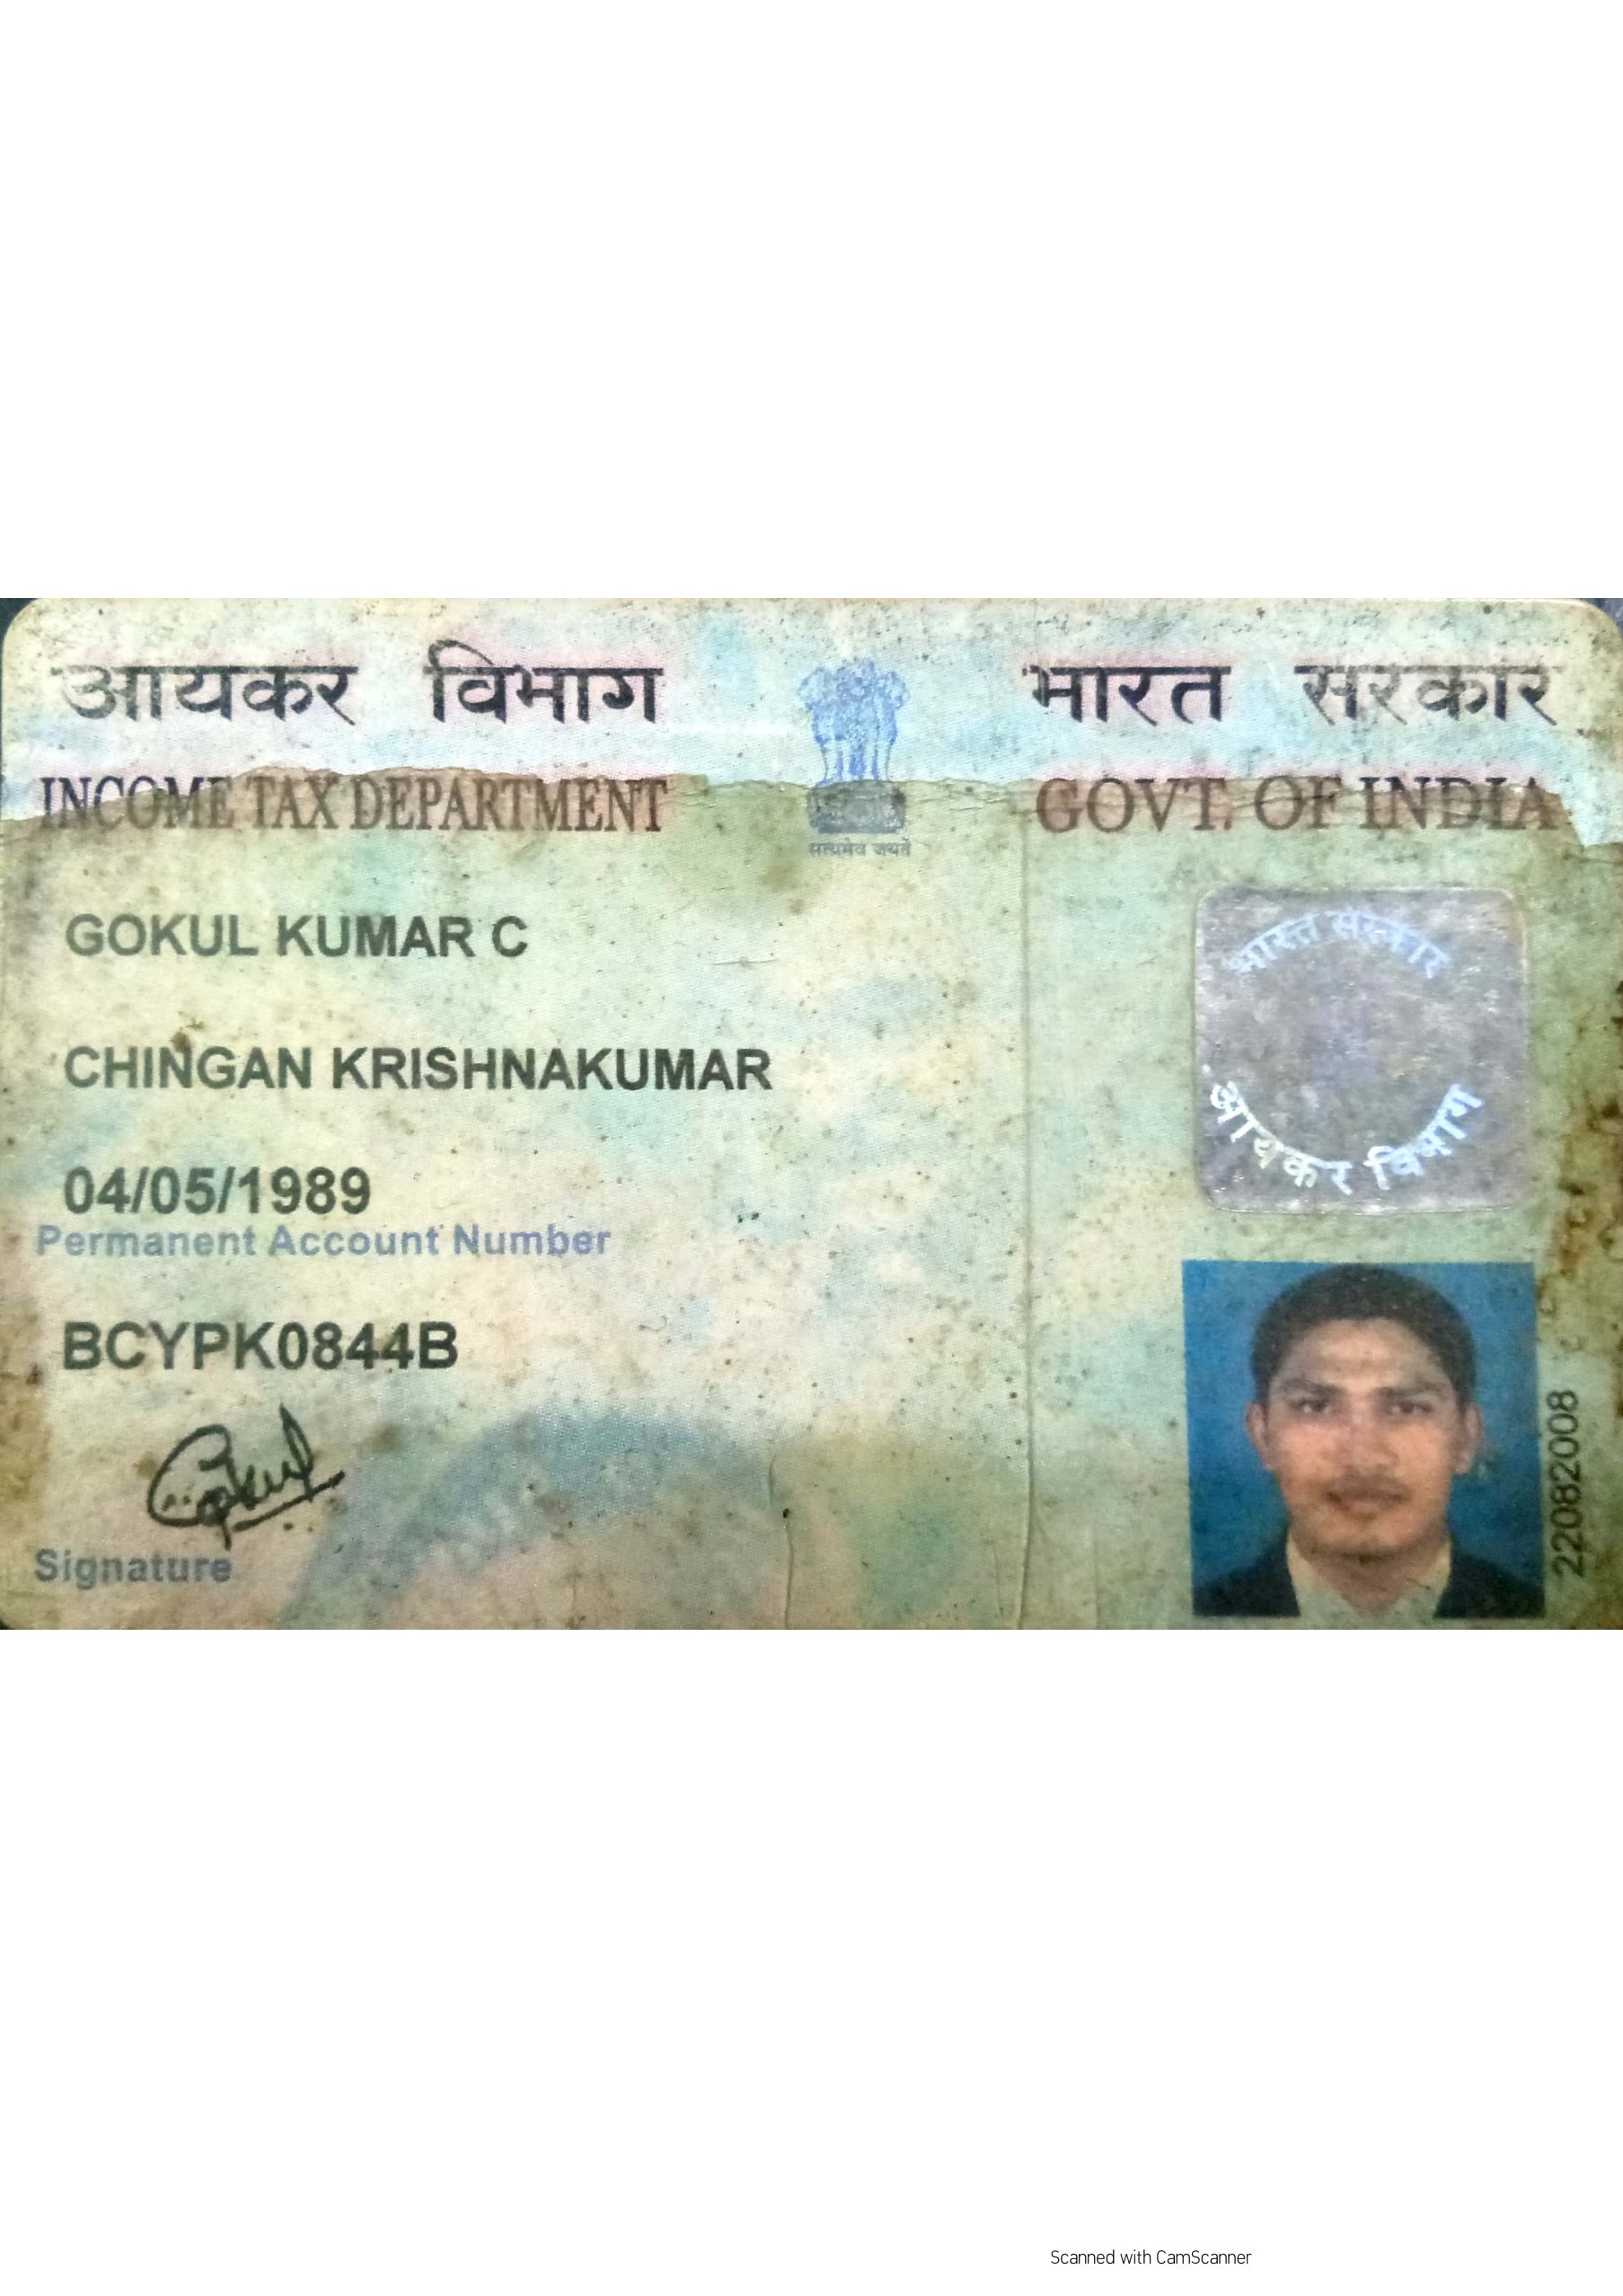 आयकर विभाग भारत सरकार
INCOME TAX DEPARTMENT GOVT. OF INDIA
सत्यमेव जयते
GOKUL KUMAR C
भारत सरकार
CHINGAN KRISHNAKUMAR
आयकर विभाग
04/05/1989
Permanent Account Number
BCYPK0844B
22082008
Gokul
Signature
Scanned with CamScanner